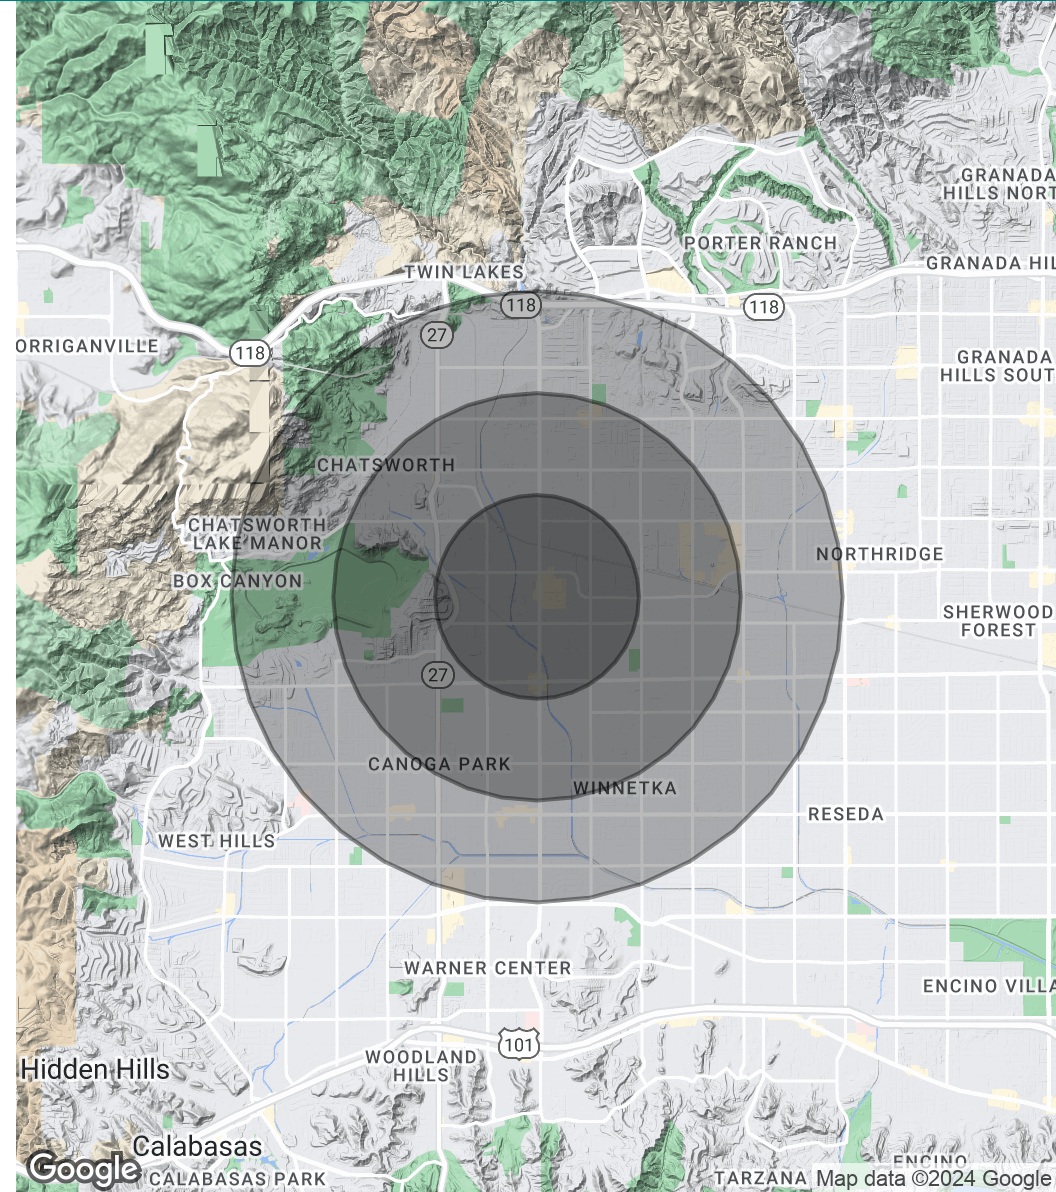 GRANADA
HILLS NORT
PORTER RANCH
GRANADA HIL
TWIN LAKES
118
118
27
ORRIGANVILLE
118
GRANADA
HILLS SOUT
CHATSWORTH
CHATSWORTH
LAKE MANOR
NORTHRIDGE
BOX CANYON
SHERWOOD
FOREST
27
CANOGA PARK
WINNETKA
RESEDA
WEST HILLS
WARNER CENTER
ENCINO VILLA
101
WOODLAND
HILLS
Hidden Hills
Calabasas
ENCINO
Google
CALABASAS PARK
TARZANA
Map data ©2024 Google